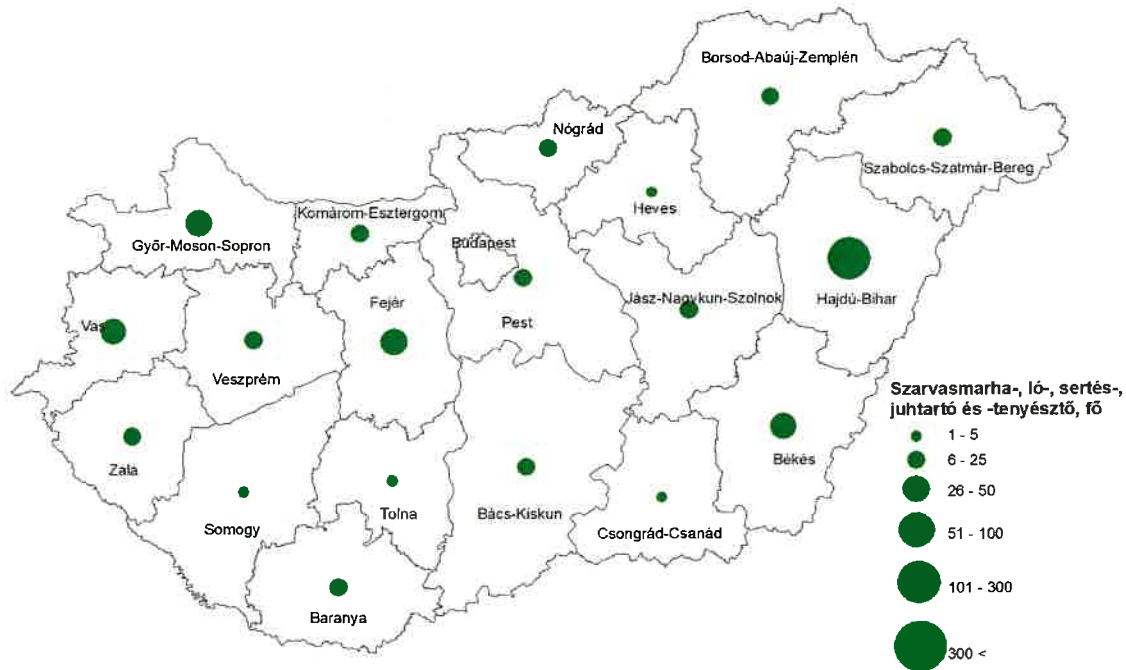 Borsod-Abaúj-Zemplén
Nógrád
Szabolcs-Szatmár-Bereg
Heves
Komárom-Esztergom
Győr-Moson-Sopron
Budapest
Jász-Nagykun-Szolnok
Hajdú-Bihar
Fejér
Pest
Vas
Veszprém
Szarvasmarha-, ló-, sertés-,
juhtartó és -tenyésztő, fő
1 - 5
6 - 25
26 - 50
51 - 100
101 - 300
300 <
Békés
Zala
Somogy
Tolna
Bács-Kiskun
Csongrád-Csanád
Baranya